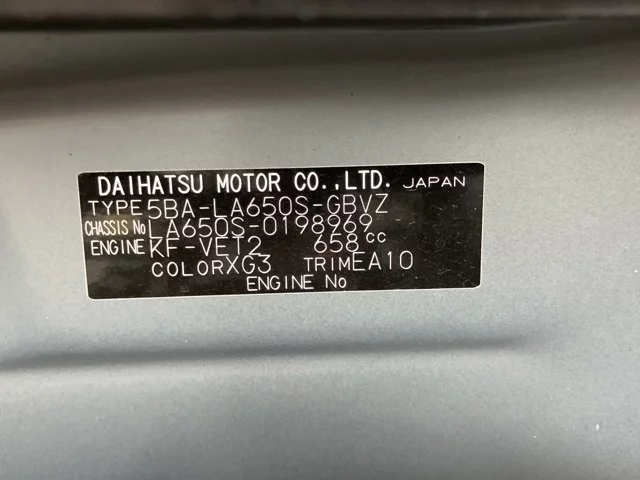 DAIHATSU MOTOR CO.,LTD. JAPAN
TYPE 5BA-LA650S-GBVZ
CHASSIS No LA650S-0198969
ENGINE KF-VET2 658 cc
COLOR XG3 TRIM EA10
ENGINE No